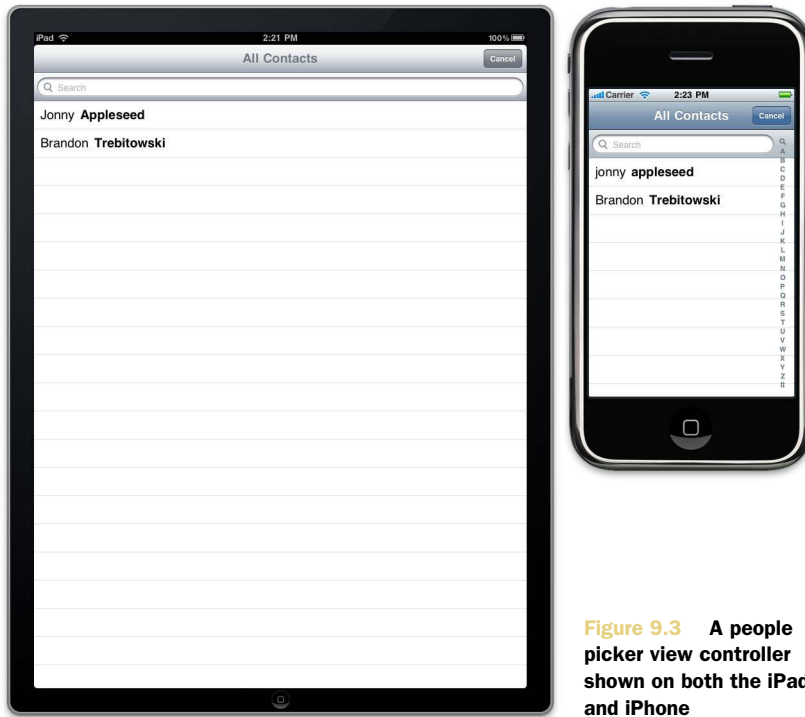 iPad 2:21 PM 100%
All Contacts Cancel
Search
Jonny Appleseed
Brandon Trebitowski
Carrier 2:23 PM
All Contacts Cancel
Search
jonny appleseed
Brandon Trebitowski
A
B
C
D
E
F
G
H
I
J
K
L
M
N
O
P
Q
R
S
T
U
V
W
X
Y
Z
#
Figure 9.3 A people
picker view controller
shown on both the iPad
and iPhone